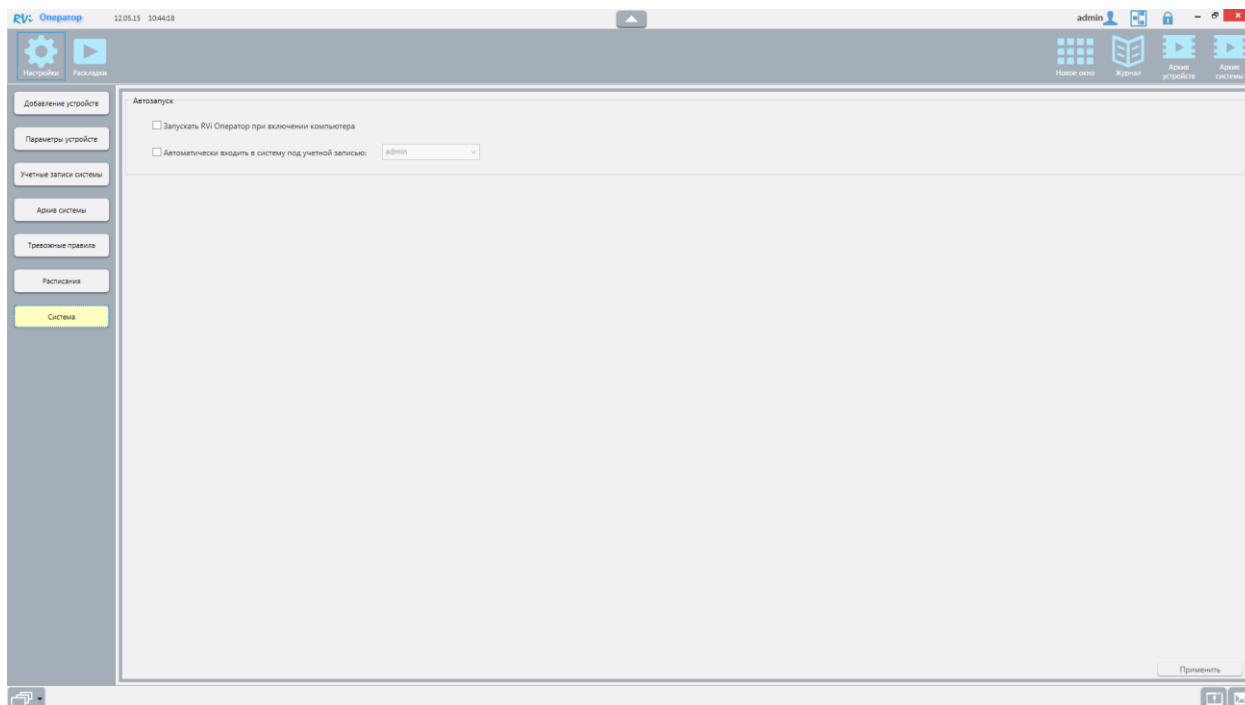 RVi Оператор 12.05.15 10:44:18 admin
Настройки Раскладки Новое окно Журнал Архив устройств Архив системы
Добавление устройств
Параметры устройств
Учетные записи системы
Архив системы
Тревожные правила
Расписания
Система
Автозапуск
Запускать RVi Оператор при включении компьютера
Автоматически входить в систему под учетной записью: admin
Применить